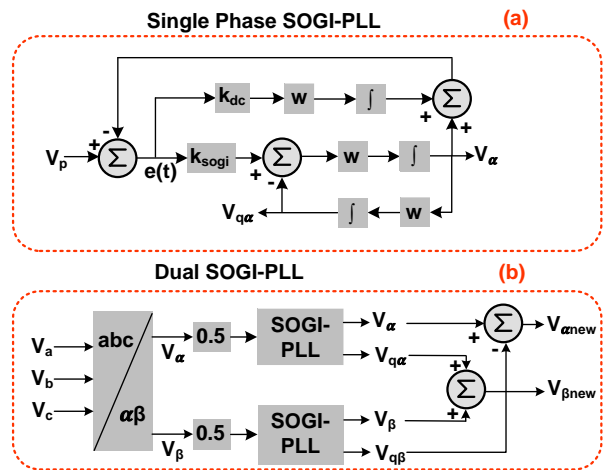 Single Phase SOGI-PLL
(a)
k_dc
w
∫
Σ
-
+
+
+
V_p
Σ
e(t)
k_sogi
+
-
Σ
w
∫
V_α
V_qα
∫
w
Dual SOGI-PLL
(b)
abc
αβ
V_a
V_b
V_c
V_α
0.5
SOGI-
PLL
V_α
V_qα
+
-
Σ
V_αnew
+
+
Σ
V_βnew
V_β
0.5
SOGI-
PLL
V_β
V_qβ